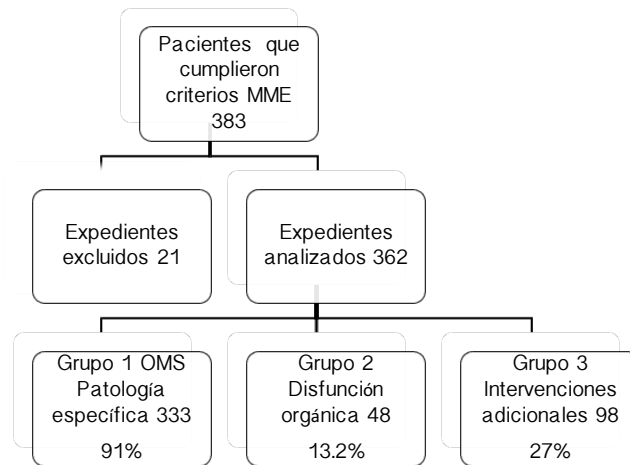 Pacientes que
cumplieron
criterios MME
383
Expedientes
excluidos 21
Expedientes
analizados 362
Grupo 1 OMS
Patología
específica 333
91%
Grupo 2
Disfunción
orgánica 48
13.2%
Grupo 3
Intervenciones
adicionales 98
27%